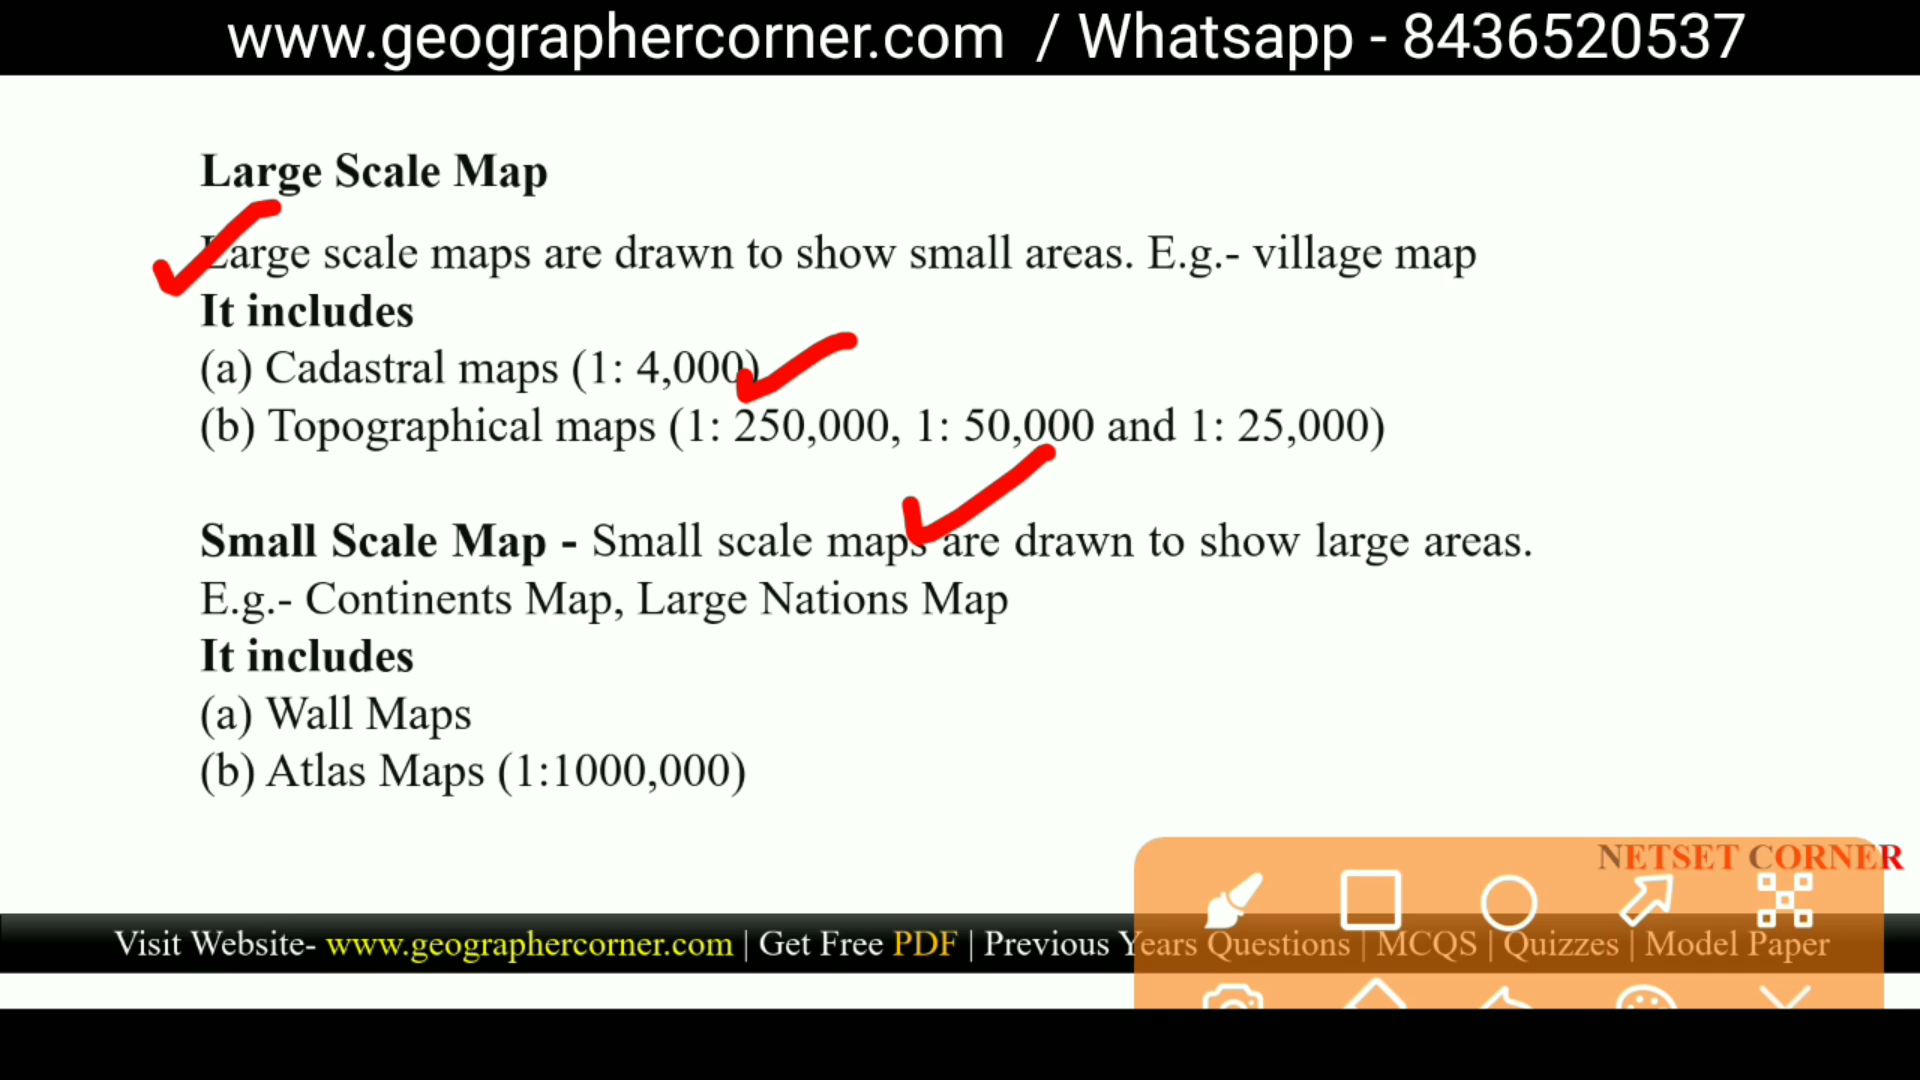 www.geographercorner.com / Whatsapp - 8436520537
Large Scale Map
Large scale maps are drawn to show small areas. E.g.- village map
It includes
(a) Cadastral maps (1: 4,000)
(b) Topographical maps (1: 250,000, 1: 50,000 and 1: 25,000)
Small Scale Map - Small scale maps are drawn to show large areas.
E.g.- Continents Map, Large Nations Map
It includes
(a) Wall Maps
(b) Atlas Maps (1:1000,000)
NETSET CORNER
Visit Website- www.geographercorner.com | Get Free PDF | Previous Years Questions | MCQS | Quizzes | Model Paper